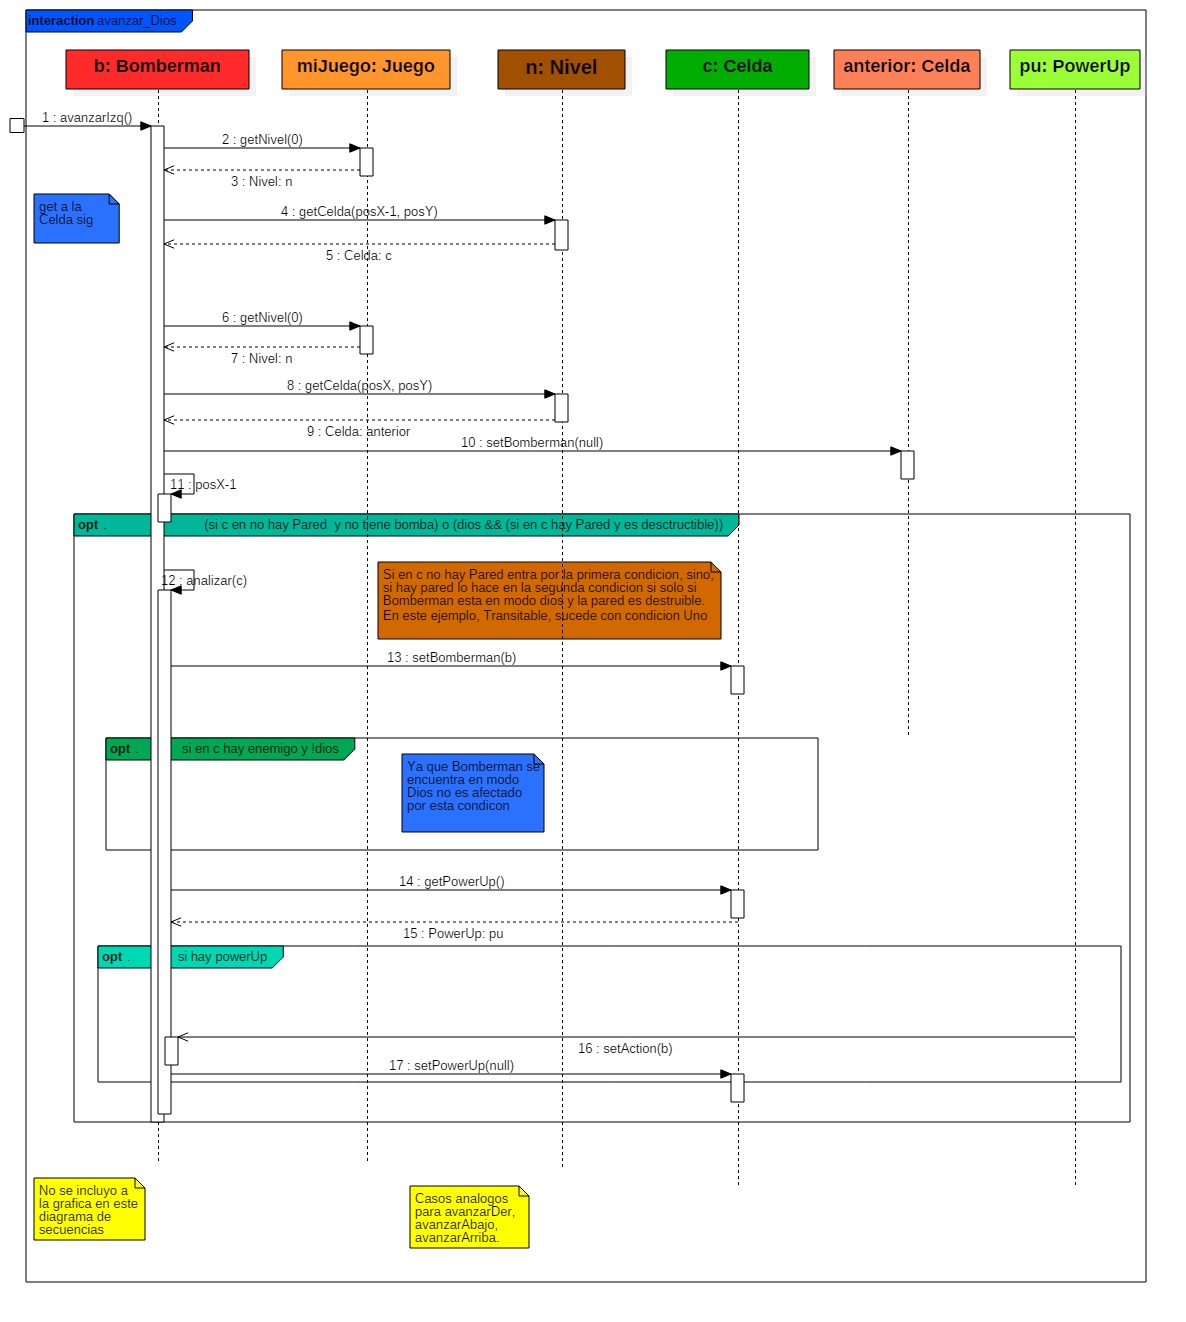 interaction avanzar_Dios
b: Bomberman
miJuego: Juego
n: Nivel
c: Celda
anterior: Celda
pu: PowerUp
1 : avanzarIzq()
2 : getNivel(0)
3 : Nivel: n
get a la
Celda sig
4 : getCelda(posX-1, posY)
5 : Celda: c
6 : getNivel(0)
7 : Nivel: n
8 : getCelda(posX, posY)
9 : Celda: anterior
10 : setBomberman(null)
11 : posX-1
opt . (si c en no hay Pared y no tiene bomba) o (dios && (si en c hay Pared y es desctructible))
12 : analizar(c)
Si en c no hay Pared entra por la primera condicion, sino,
si hay pared lo hace en la segunda condicion si solo si
Bomberman esta en modo dios y la pared es destruible.
En este ejemplo, Transitable, sucede con condicion Uno
13 : setBomberman(b)
opt . si en c hay enemigo y !dios
Ya que Bomberman se
encuentra en modo
Dios no es afectado
por esta condicon
14 : getPowerUp()
15 : PowerUp: pu
opt . si hay powerUp
16 : setAction(b)
17 : setPowerUp(null)
No se incluyo a
la grafica en este
diagrama de
secuencias
Casos analogos
para avanzarDer,
avanzarAbajo,
avanzarArriba.